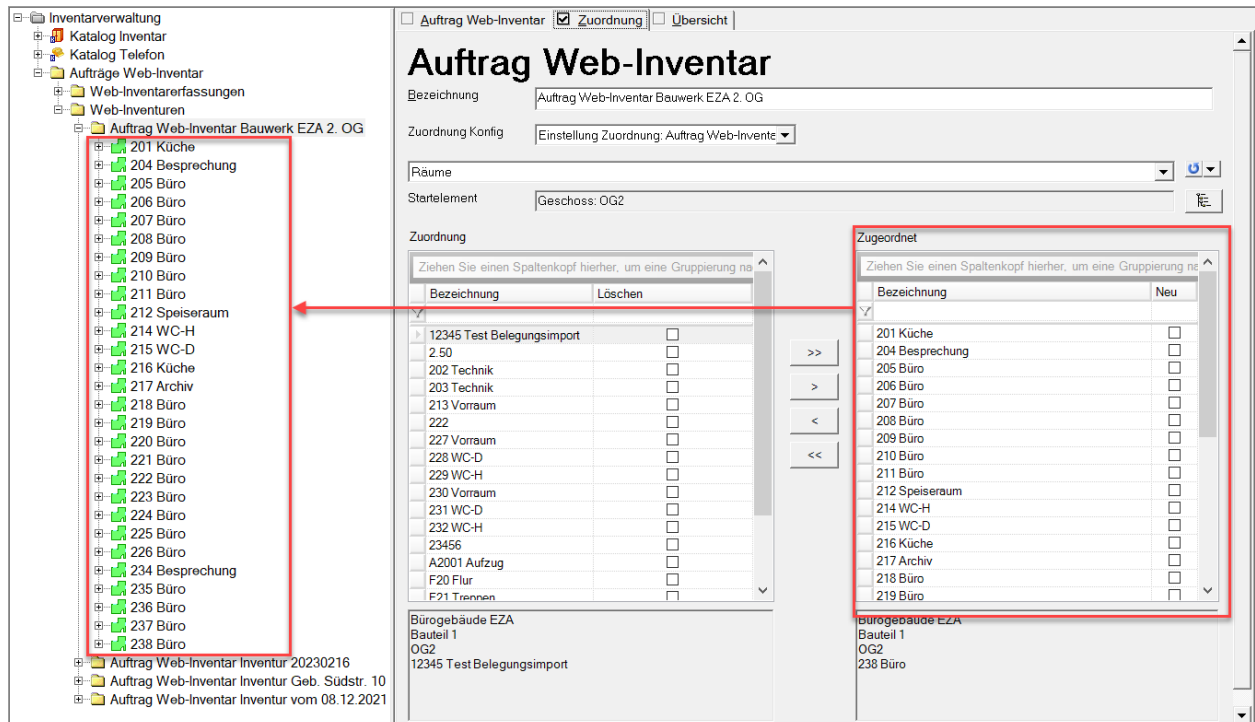 Inventarverwaltung
Katalog Inventar
Katalog Telefon
Aufträge Web-Inventar
Web-Inventarerfassungen
Web-Inventuren
Auftrag Web-Inventar Bauwerk EZA 2. OG
201 Küche
204 Besprechung
205 Büro
206 Büro
207 Büro
208 Büro
209 Büro
210 Büro
211 Büro
212 Speiseraum
214 WC-H
215 WC-D
216 Küche
217 Archiv
218 Büro
219 Büro
220 Büro
221 Büro
222 Büro
223 Büro
224 Büro
225 Büro
226 Büro
234 Besprechung
235 Büro
236 Büro
237 Büro
238 Büro
Auftrag Web-Inventar Inventur 20230216
Auftrag Web-Inventar Inventur Geb. Südstr. 10
Auftrag Web-Inventar Inventur vom 08.12.2021
Auftrag Web-Inventar Zuordnung Übersicht
Auftrag Web-Inventar
Bezeichnung Auftrag Web-Inventar Bauwerk EZA 2. OG
Zuordnung Konfig Einstellung Zuordnung: Auftrag Web-Inventa
Räume
Startelement Geschoss: OG2
Zuordnung
Ziehen Sie einen Spaltenkopf hierher, um eine Gruppierung na
Bezeichnung Löschen
12345 Test Belegungsimport
2.50
202 Technik
203 Technik
213 Vorraum
222
227 Vorraum
228 WC-D
229 WC-H
230 Vorraum
231 WC-D
232 WC-H
23456
A2001 Aufzug
F20 Flur
F21 Treppen
Bürogebäude EZA
Bauteil 1
OG2
12345 Test Belegungsimport
>>
>
<
<<
Zugeordnet
Ziehen Sie einen Spaltenkopf hierher, um eine Gruppierung na
Bezeichnung Neu
201 Küche
204 Besprechung
205 Büro
206 Büro
207 Büro
208 Büro
209 Büro
210 Büro
211 Büro
212 Speiseraum
214 WC-H
215 WC-D
216 Küche
217 Archiv
218 Büro
219 Büro
Bürogebäude EZA
Bauteil 1
OG2
238 Büro